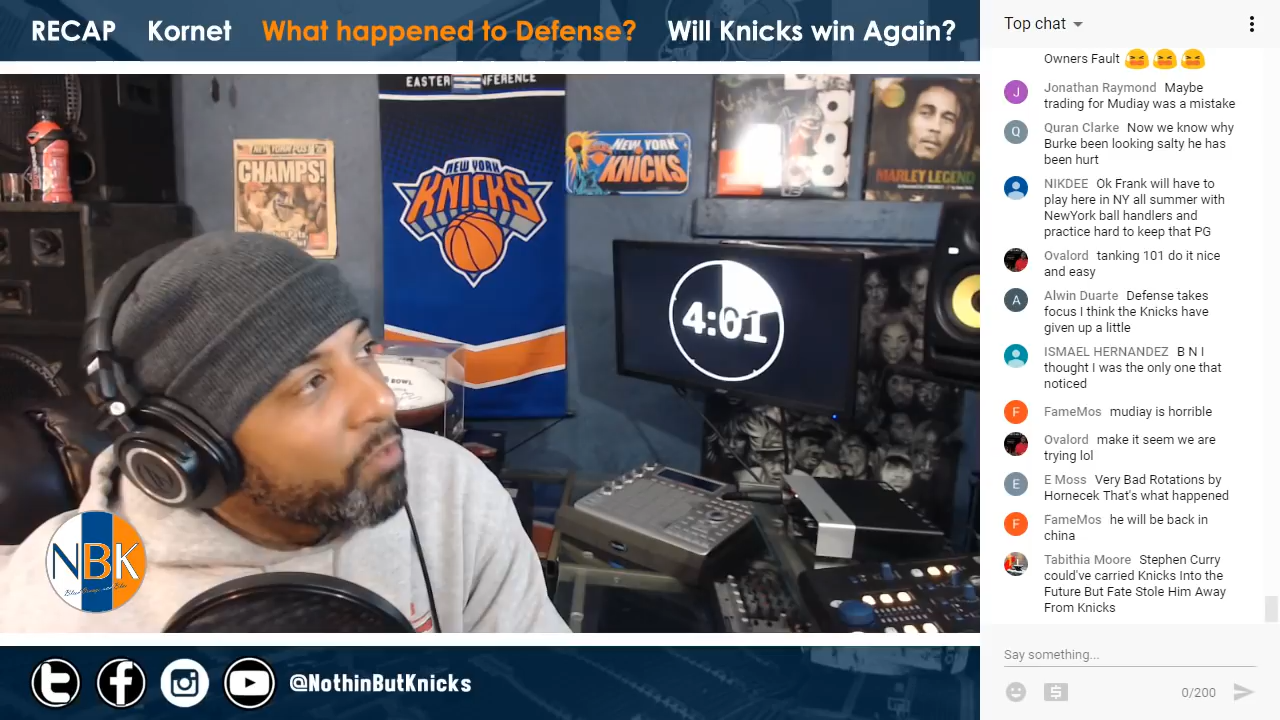 RECAP Kornet What happened to Defense? Will Knicks win Again?
EASTERN CONFERENCE
NEW YORK POST
CHAMPS!
NEW YORK
KNICKS
NEW YORK
KNICKS
MARLEY LEGEND
4:01
BOWL
NBK
@NothinButKnicks
Top chat
Owners Fault
J Jonathan Raymond Maybe
trading for Mudiay was a mistake
Q Quran Clarke Now we know why
Burke been looking salty he has
been hurt
NIKDEE Ok Frank will have to
play here in NY all summer with
NewYork ball handlers and
practice hard to keep that PG
Ovalord tanking 101 do it nice
and easy
A Alwin Duarte Defense takes
focus I think the Knicks have
given up a little
ISMAEL HERNANDEZ B N I
thought I was the only one that
noticed
F FameMos mudiay is horrible
Ovalord make it seem we are
trying lol
E E Moss Very Bad Rotations by
Hornecek That's what happened
F FameMos he will be back in
china
Tabithia Moore Stephen Curry
could've carried Knicks Into the
Future But Fate Stole Him Away
From Knicks
Say something...
0/200